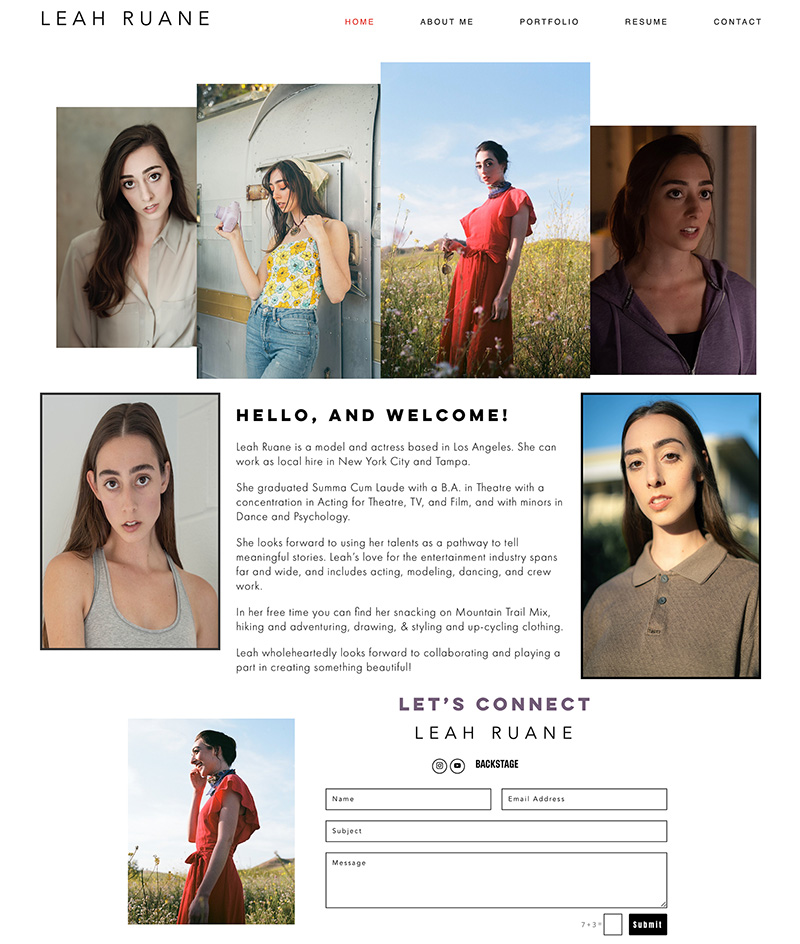 LEAH RUANE
HOME ABOUT ME PORTFOLIO RESUME CONTACT
HELLO, AND WELCOME!
Leah Ruane is a model and actress based in Los Angeles. She can
work as local hire in New York City and Tampa.
She graduated Summa Cum Laude with a B.A. in Theatre with a
concentration in Acting for Theatre, TV, and Film, and with minors in
Dance and Psychology.
She looks forward to using her talents as a pathway to tell
meaningful stories. Leah's love for the entertainment industry spans
far and wide, and includes acting, modeling, dancing, and crew
work.
In her free time you can find her snacking on Mountain Trail Mix,
hiking and adventuring, drawing, & styling and up-cycling clothing.
Leah wholeheartedly looks forward to collaborating and playing a
part in creating something beautiful!
LET'S CONNECT
LEAH RUANE
BACKSTAGE
Name
Email Address
Subject
Message
7 + 3 =
Submit